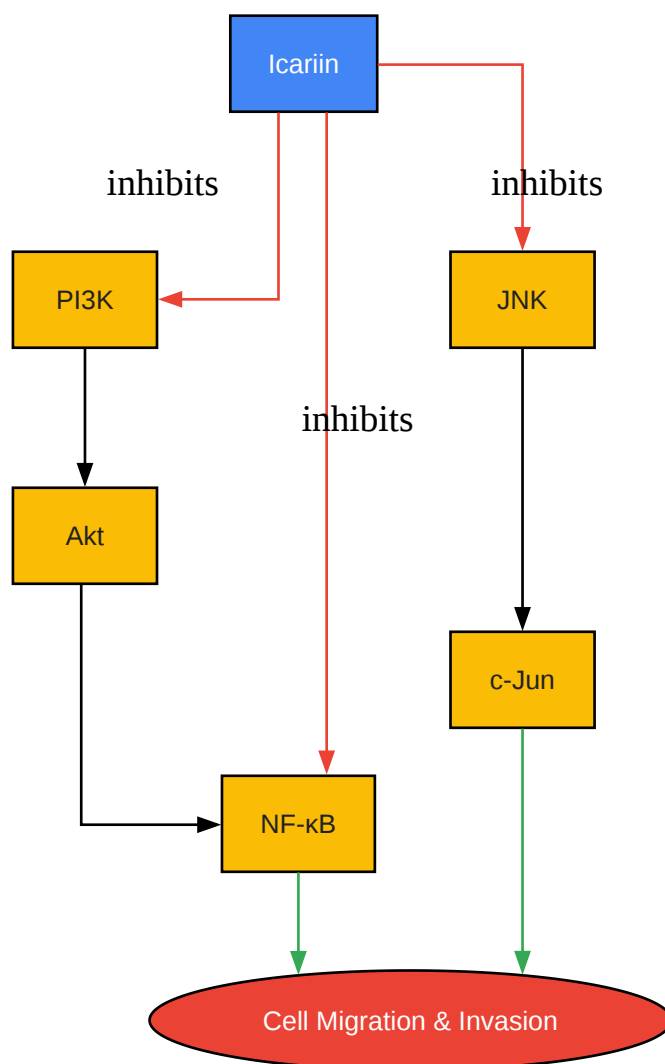 Icariin
inhibits
inhibits
PI3K
JNK
inhibits
Akt
c-Jun
NF-κB
Cell Migration & Invasion